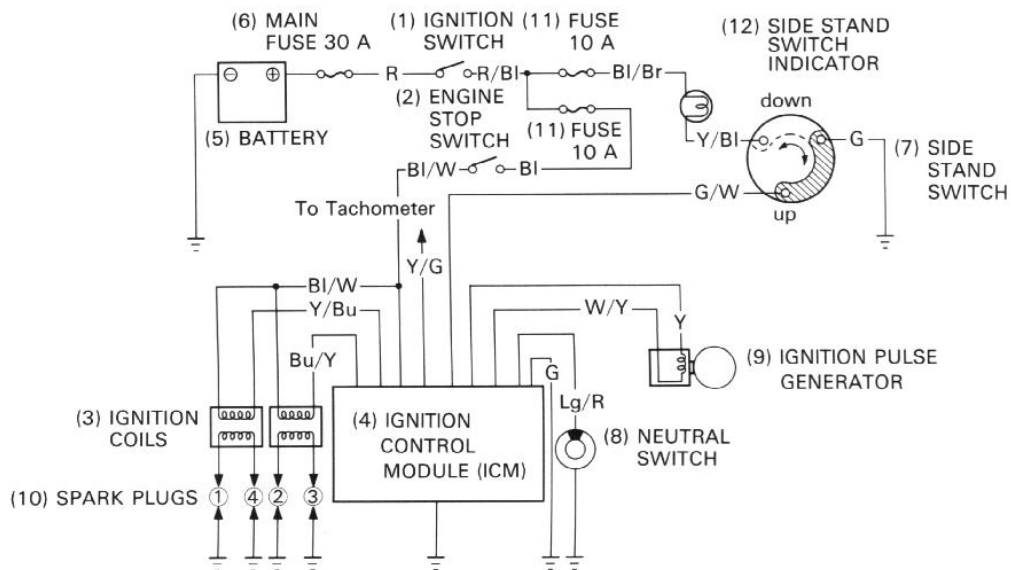 (6) MAIN
FUSE 30 A
(1) IGNITION
SWITCH
(11) FUSE
10 A
(12) SIDE STAND
SWITCH
INDICATOR
R
R/Bl
Bl/Br
(2) ENGINE
STOP
SWITCH
(11) FUSE
10 A
down
(5) BATTERY
Y/Bl
G
(7) SIDE
STAND
SWITCH
Bl/W
Bl
G/W
up
To Tachometer
Y/G
Bl/W
Y/Bu
W/Y
Y
Bu/Y
G
(9) IGNITION PULSE
GENERATOR
Lg/R
(3) IGNITION
COILS
(4) IGNITION
CONTROL
MODULE (ICM)
(8) NEUTRAL
SWITCH
(10) SPARK PLUGS
1 4 2 3